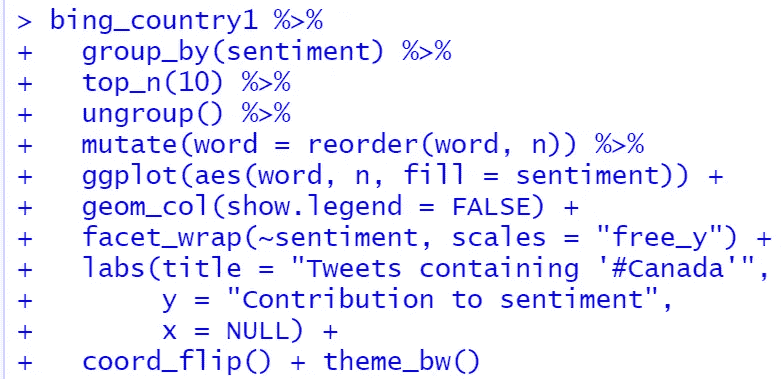 > bing_country1 %>%
+   group_by(sentiment) %>%
+   top_n(10) %>%
+   ungroup() %>%
+   mutate(word = reorder(word, n)) %>%
+   ggplot(aes(word, n, fill = sentiment)) +
+   geom_col(show.legend = FALSE) +
+   facet_wrap(~sentiment, scales = "free_y") +
+   labs(title = "Tweets containing '#Canada'",
+        y = "Contribution to sentiment",
+        x = NULL) +
+   coord_flip() + theme_bw()